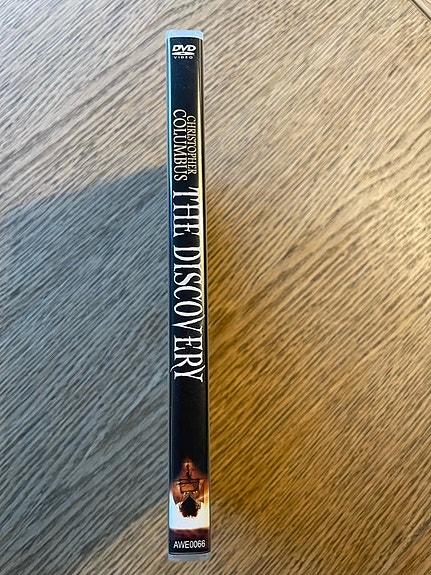 DVD
VIDEO
CHRISTOPHER
COLUMBUS
THE DISCOVERY
AWE0066